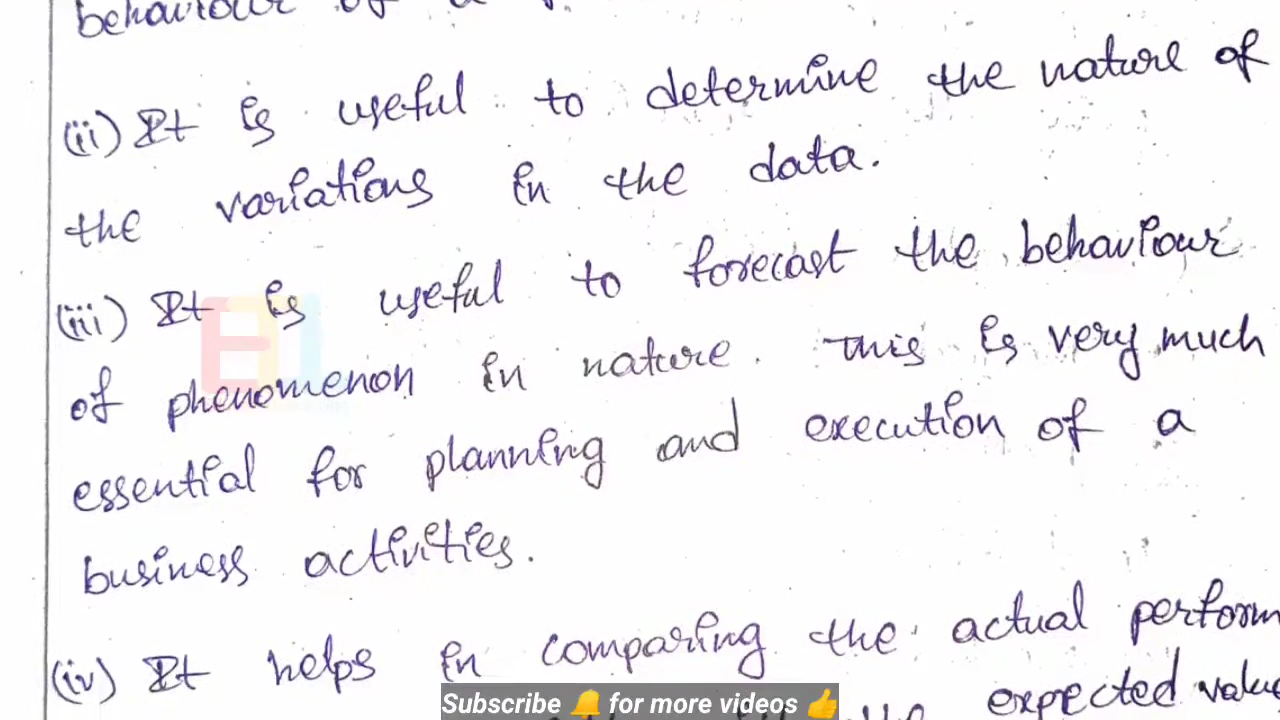 behaviour of a
(ii) It is useful to determine the nature of
the variations in the data.
(iii) It is useful to forecast the behaviour
of phenomenon in nature. This is very much
essential for planning and execution of a
business activities.
(iv) It helps in comparing the actual perform
expected value
Subscribe 🔔 for more videos 👍